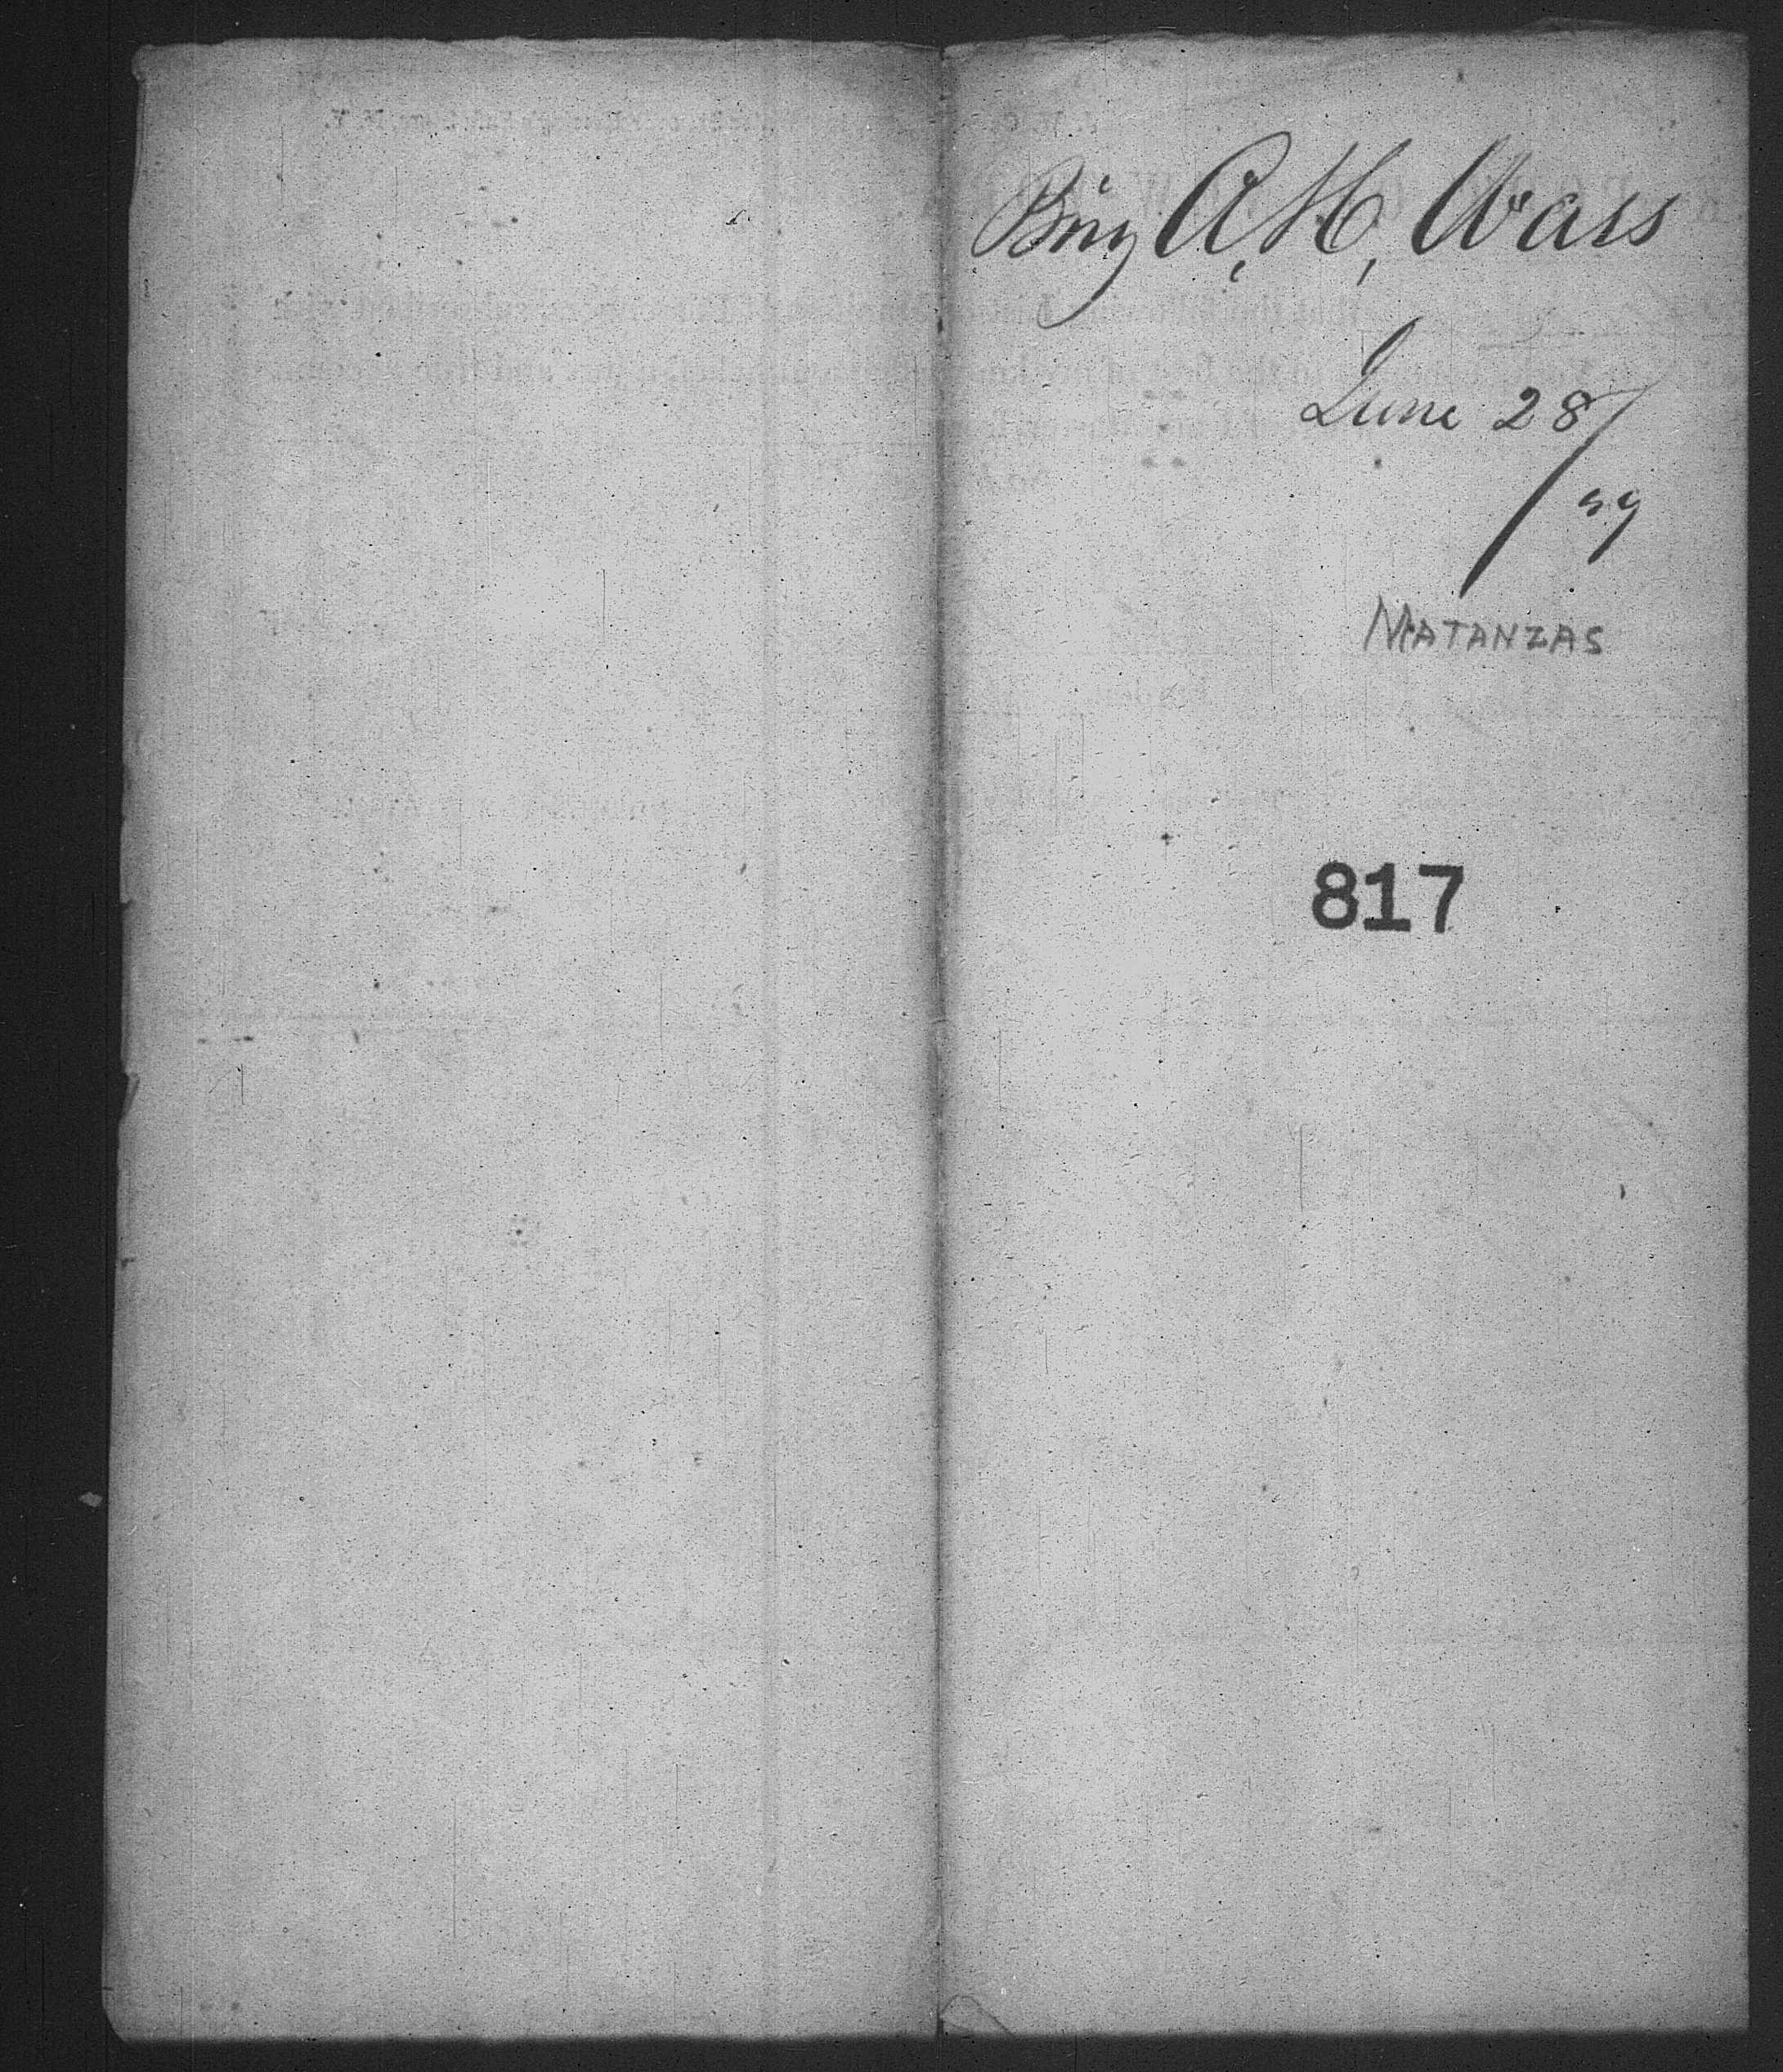 Brig A, H, Wass
June 28/
59
MATANZAS
817